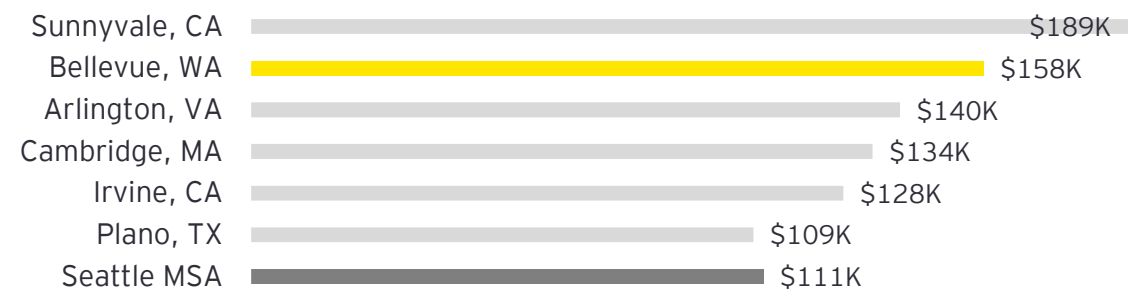 Sunnyvale, CA $189K
Bellevue, WA $158K
Arlington, VA $140K
Cambridge, MA $134K
Irvine, CA $128K
Plano, TX $109K
Seattle MSA $111K